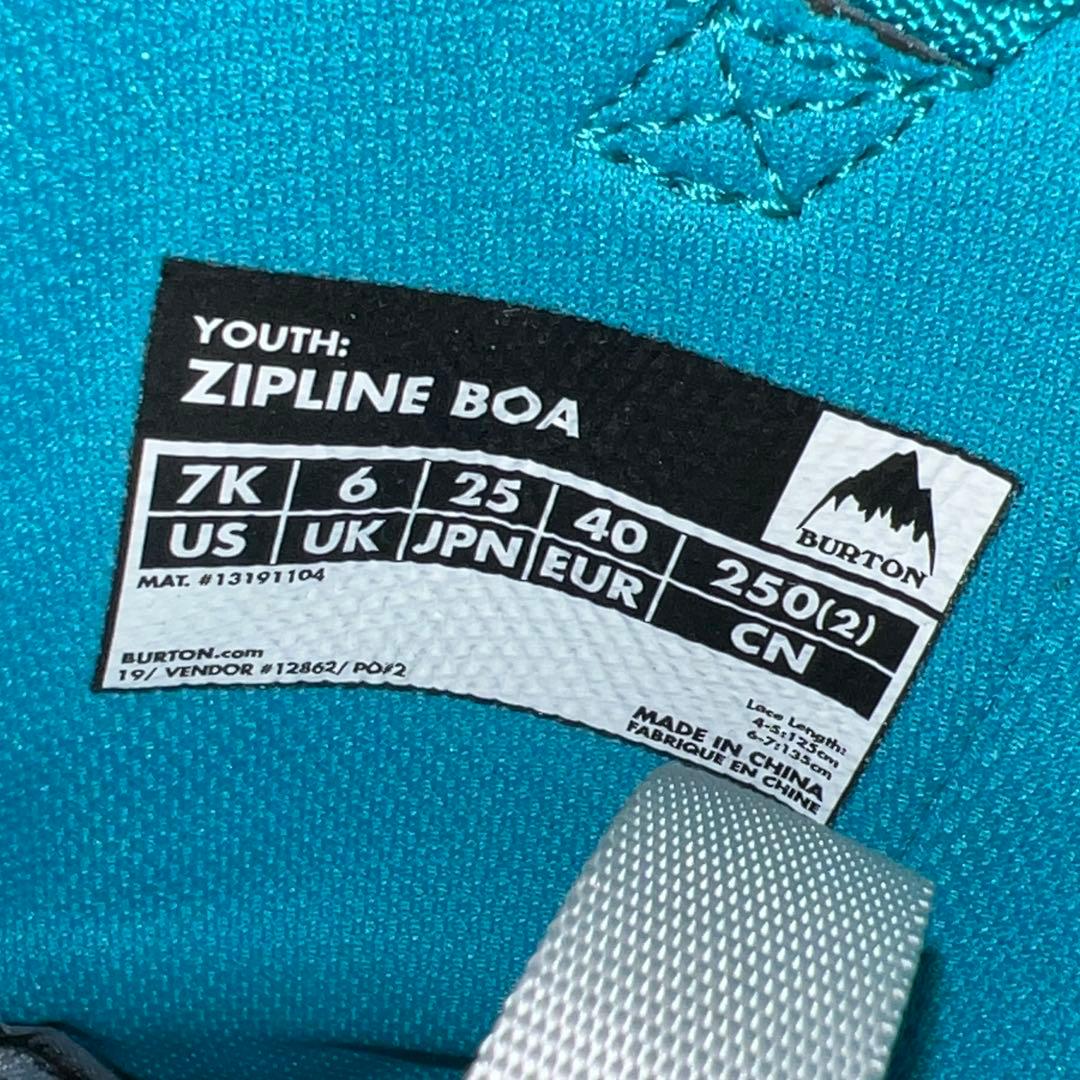 YOUTH:
ZIPLINE BOA
BURTON
7K 6 25 40 250(2)
US UK JPN EUR CN
MAT. #13191104
BURTON.com
19/ VENDOR #12862/ PO#2
Lace Length:
4-5:125cm
6-7:135cm
MADE IN CHINA
FABRIQUE EN CHINE